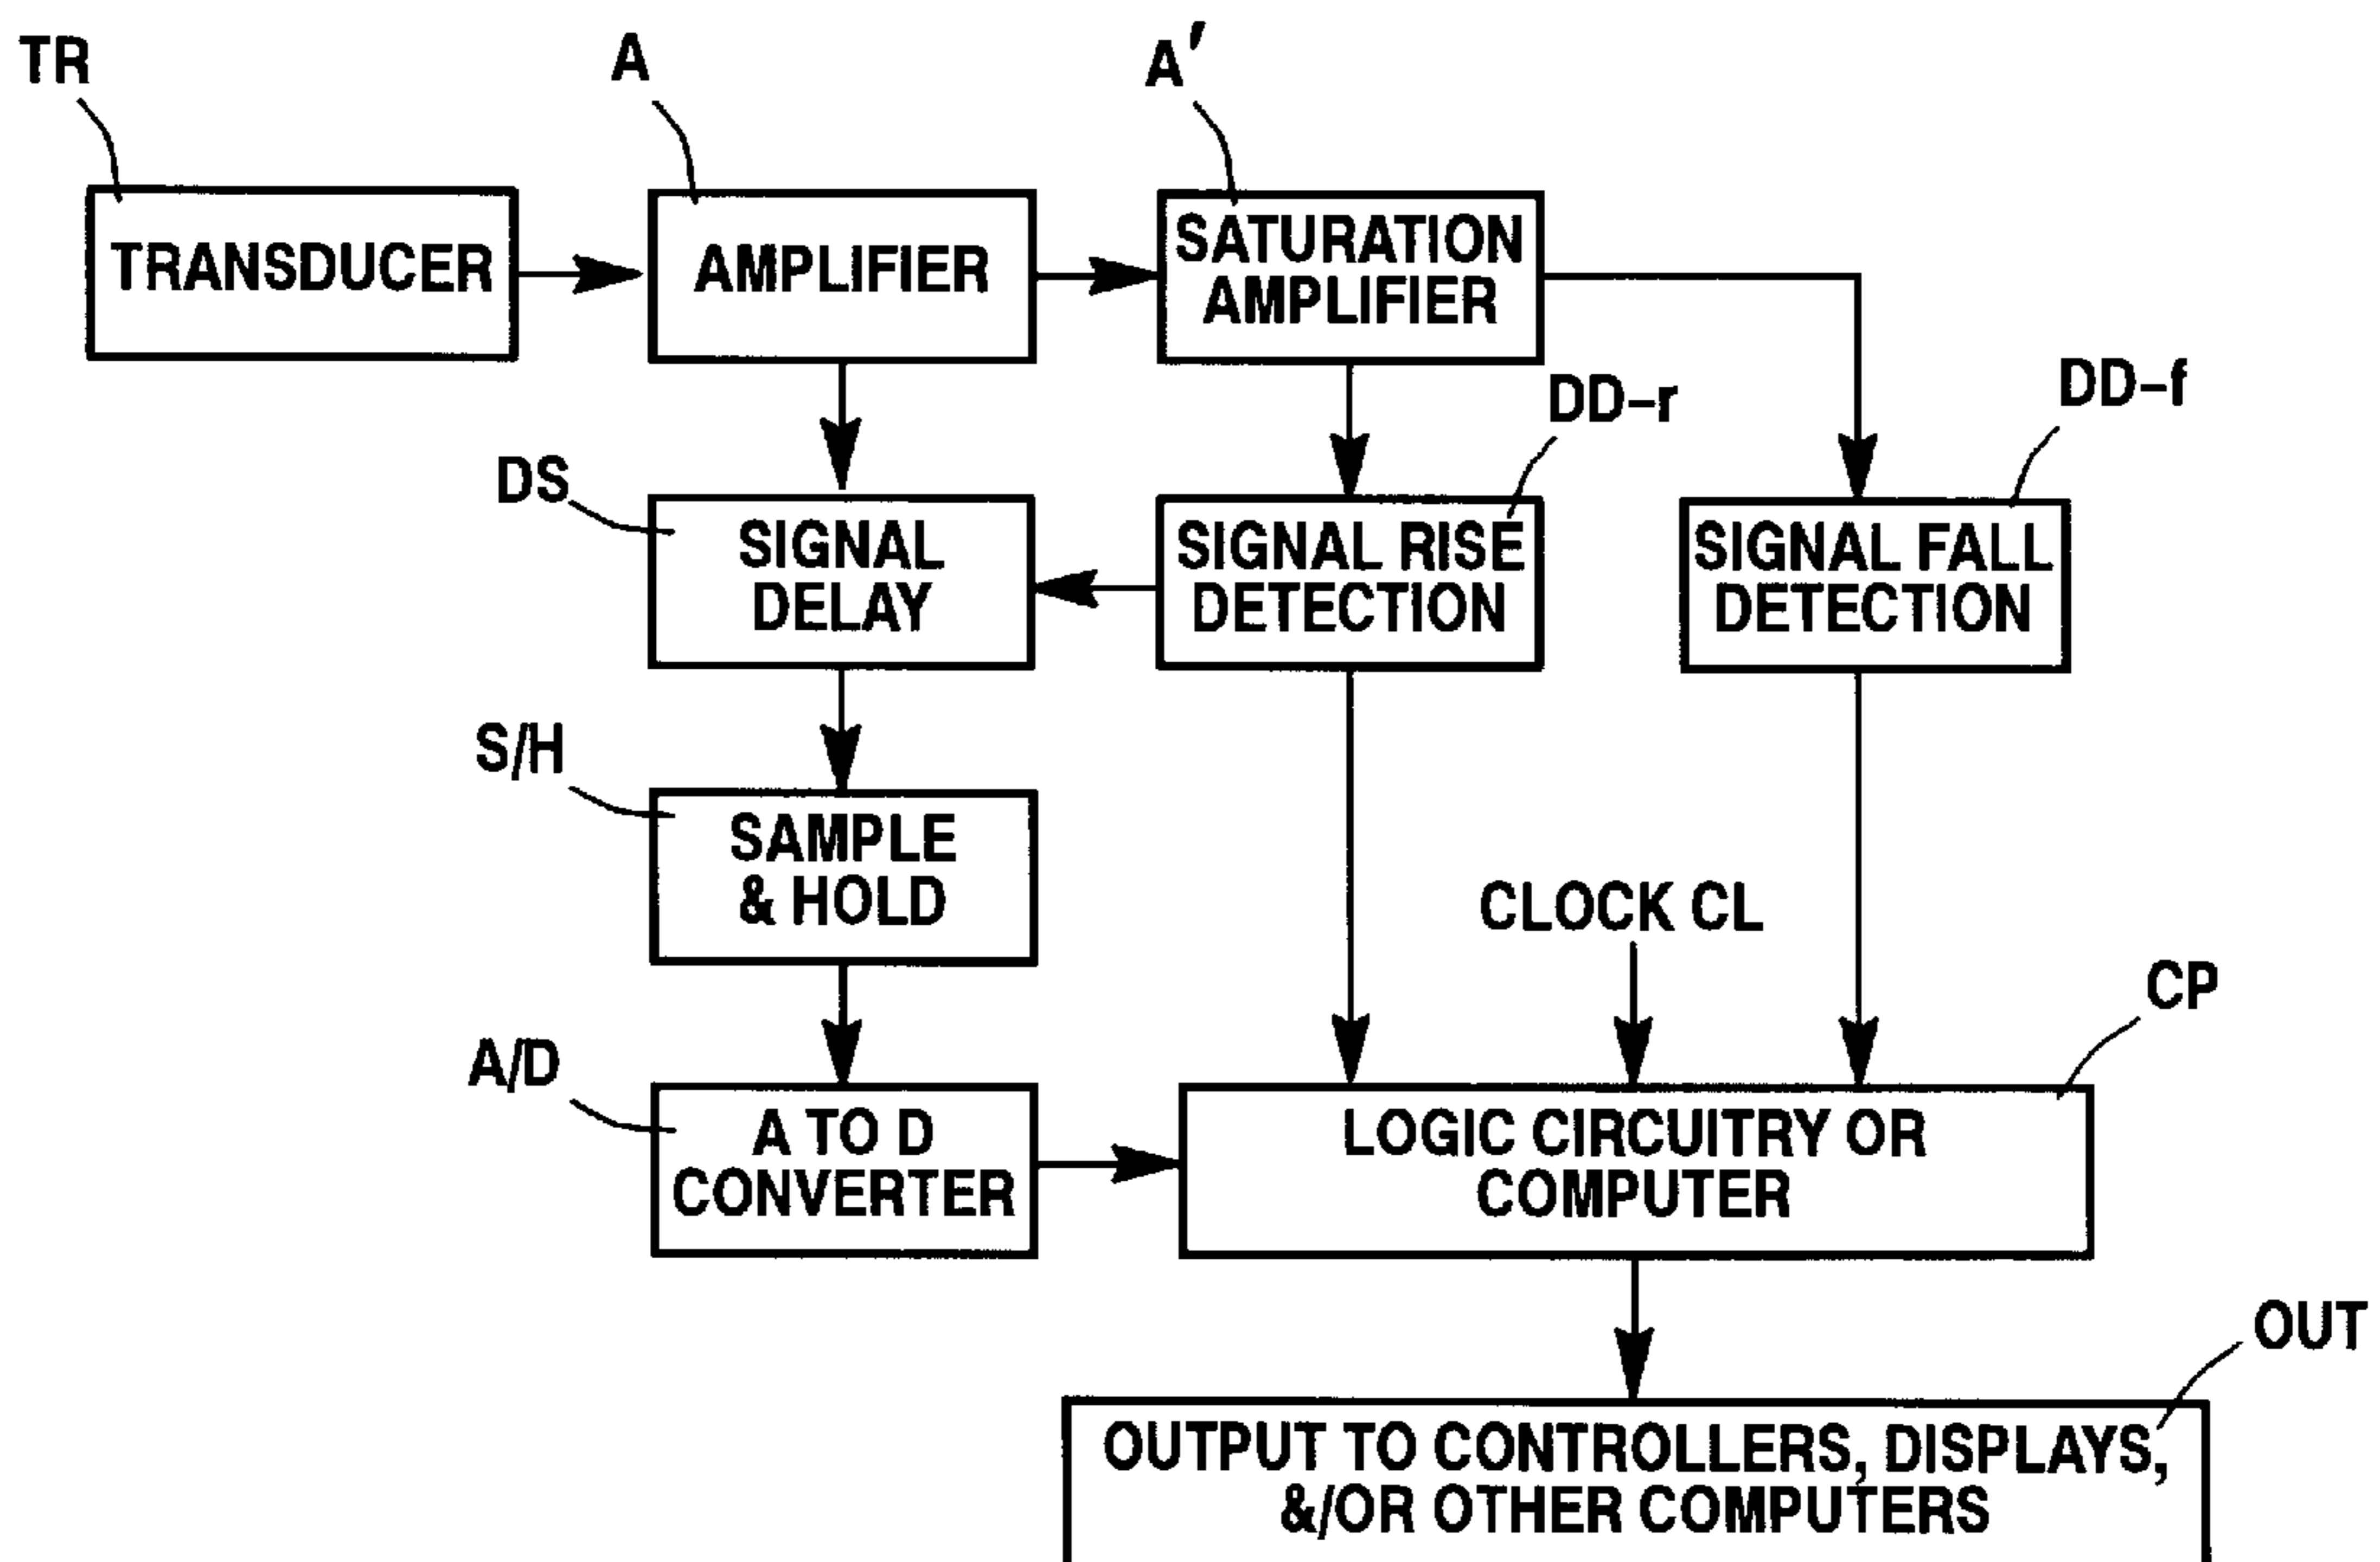 TR
A
A′
TRANSDUCER
AMPLIFIER
SATURATION
AMPLIFIER
DD–r
DD–f
DS
SIGNAL
DELAY
SIGNAL RISE
DETECTION
SIGNAL FALL
DETECTION
S/H
SAMPLE
& HOLD
CLOCK CL
CP
A/D
A TO D
CONVERTER
LOGIC CIRCUITRY OR
COMPUTER
OUT
OUTPUT TO CONTROLLERS, DISPLAYS,
&/OR OTHER COMPUTERS